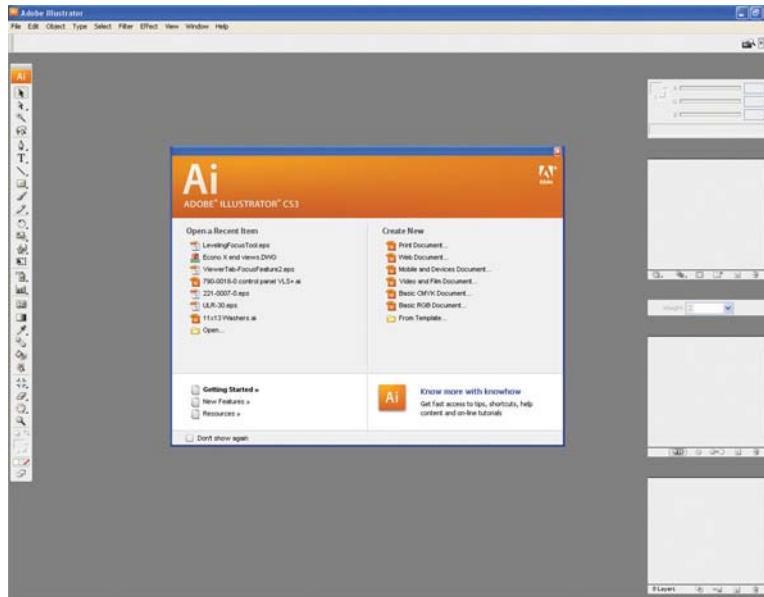 Adobe Illustrator
File Edit Object Type Select Filter Effect View Window Help
Ai
Ai
ADOBE® ILLUSTRATOR® CS3
Adobe
Open a Recent Item
LevelingFocusTool.eps
Econo X end views.DWG
ViewerTab-FocusFeature2.eps
790-0018-0 control panel VLS+.ai
221-0007-0.eps
ULR-30.eps
11x13 Washers.ai
Open...
Create New
Print Document...
Web Document...
Mobile and Devices Document...
Video and Film Document...
Basic CMYK Document...
Basic RGB Document...
From Template...
Getting Started »
New Features »
Resources »
Ai
Know more with knowhow
Get fast access to tips, shortcuts, help
content and on-line tutorials
Don't show again
Weight:
0 Layers